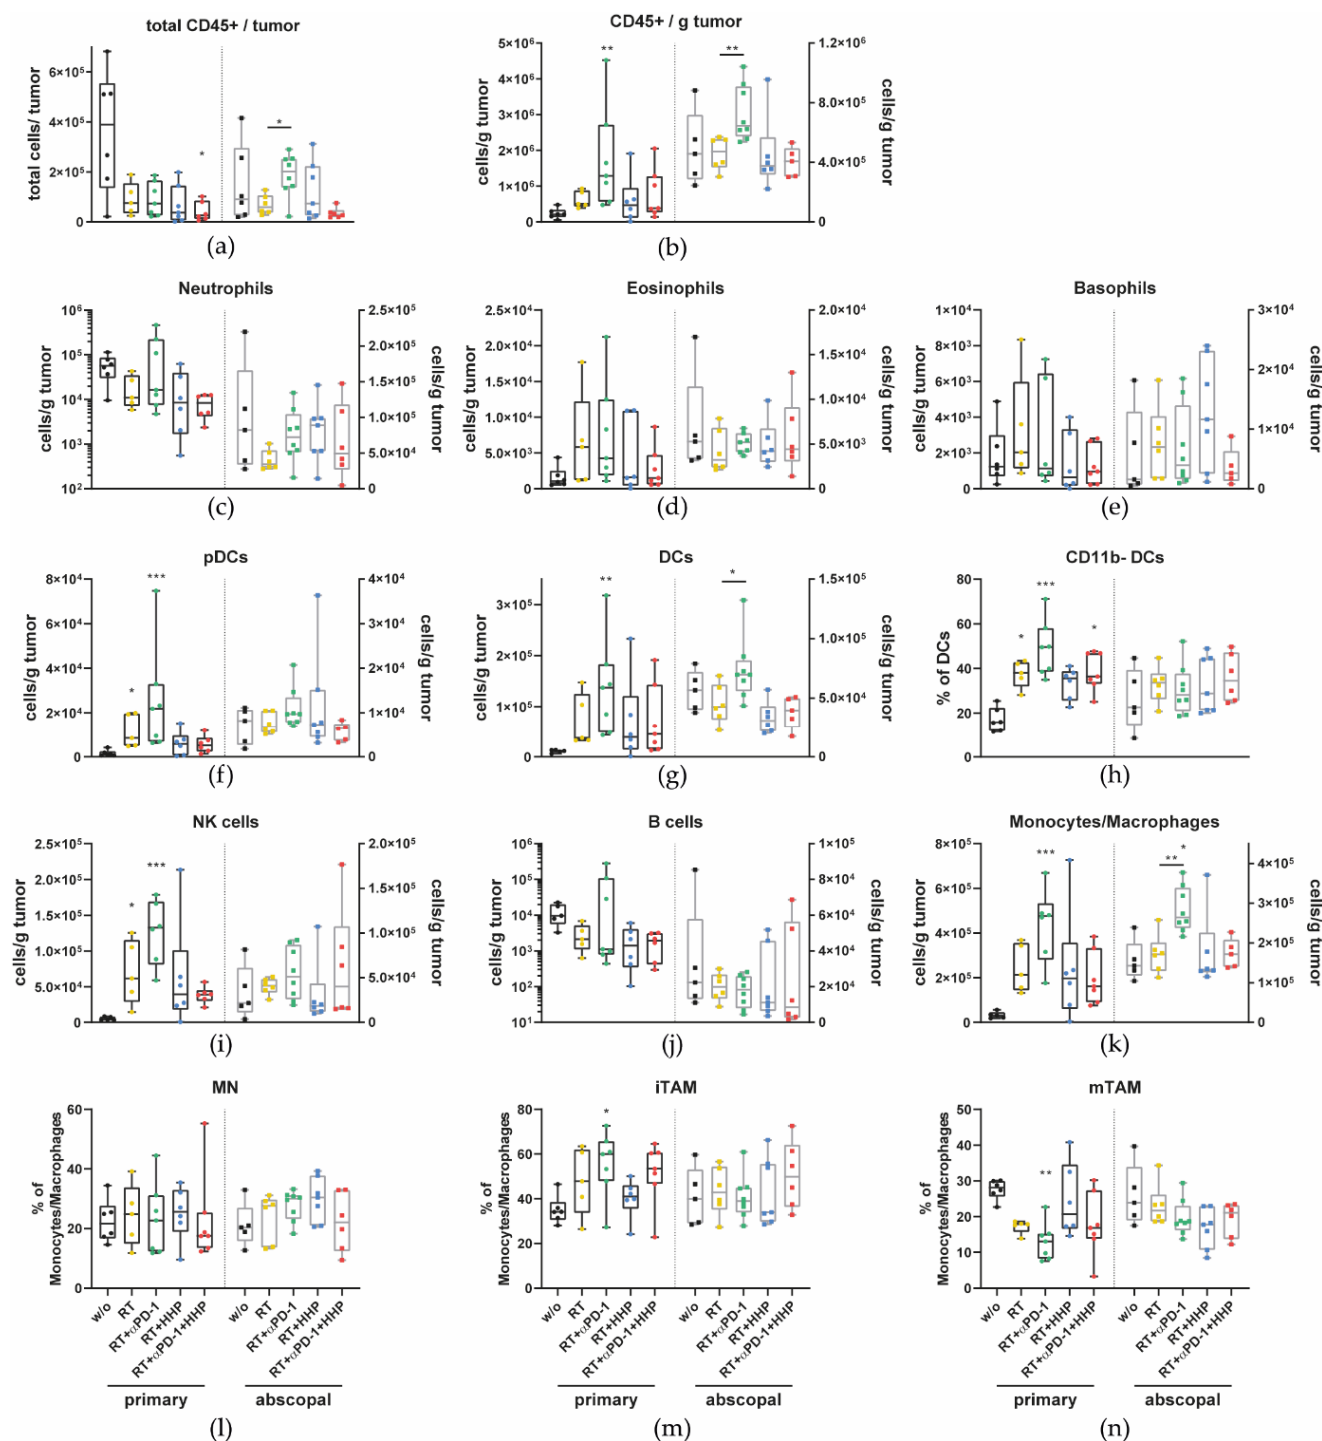 total CD45+ / tumor
total cells/ tumor
6×10⁵
4×10⁵
2×10⁵
0
*
*
(a)
CD45+ / g tumor
cells/g tumor
5×10⁶
4×10⁶
3×10⁶
2×10⁶
1×10⁶
0
**
**
1.2×10⁶
8.0×10⁵
4.0×10⁵
0
cells/g tumor
(b)
Neutrophils
cells/g tumor
10⁶
10⁵
10⁴
10³
10²
2.5×10⁵
2.0×10⁵
1.5×10⁵
1.0×10⁵
5.0×10⁴
0
cells/g tumor
(c)
Eosinophils
cells/g tumor
2.5×10⁴
2.0×10⁴
1.5×10⁴
1.0×10⁴
5.0×10³
0
2.0×10⁴
1.5×10⁴
1.0×10⁴
5.0×10³
0
cells/g tumor
(d)
Basophils
cells/g tumor
1×10⁴
8×10³
6×10³
4×10³
2×10³
0
3×10⁴
2×10⁴
1×10⁴
0
cells/g tumor
(e)
pDCs
cells/g tumor
8×10⁴
6×10⁴
4×10⁴
2×10⁴
0
*
***
4×10⁴
3×10⁴
2×10⁴
1×10⁴
0
cells/g tumor
(f)
DCs
cells/g tumor
3×10⁵
2×10⁵
1×10⁵
0
**
*
1.5×10⁵
1.0×10⁵
5.0×10⁴
0
cells/g tumor
(g)
CD11b- DCs
% of DCs
80
60
40
20
0
*
***
*
(h)
NK cells
cells/g tumor
2.5×10⁵
2.0×10⁵
1.5×10⁵
1.0×10⁵
5.0×10⁴
0
*
***
2.0×10⁵
1.5×10⁵
1.0×10⁵
5.0×10⁴
0
cells/g tumor
(i)
B cells
cells/g tumor
10⁶
10⁵
10⁴
10³
10²
10¹
1×10⁵
8×10⁴
6×10⁴
4×10⁴
2×10⁴
0
cells/g tumor
(j)
Monocytes/Macrophages
cells/g tumor
8×10⁵
6×10⁵
4×10⁵
2×10⁵
0
***
**
*
4×10⁵
3×10⁵
2×10⁵
1×10⁵
0
cells/g tumor
(k)
MN
% of
Monocytes/Macrophages
60
40
20
0
w/o
RT
RT+αPD-1
RT+HHP
RT+αPD-1+HHP
w/o
RT
RT+αPD-1
RT+HHP
RT+αPD-1+HHP
primary
abscopal
(l)
iTAM
% of
Monocytes/Macrophages
80
60
40
20
0
*
w/o
RT
RT+αPD-1
RT+HHP
RT+αPD-1+HHP
w/o
RT
RT+αPD-1
RT+HHP
RT+αPD-1+HHP
primary
abscopal
(m)
mTAM
% of
Monocytes/Macrophages
50
40
30
20
10
0
**
w/o
RT
RT+αPD-1
RT+HHP
RT+αPD-1+HHP
w/o
RT
RT+αPD-1
RT+HHP
RT+αPD-1+HHP
primary
abscopal
(n)